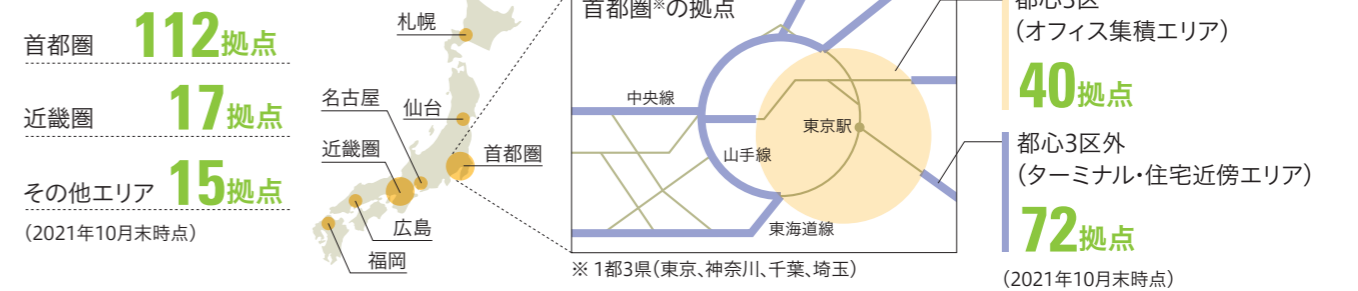 首都圏 112拠点
近畿圏 17拠点
その他エリア 15拠点
(2021年10月末時点)
札幌
名古屋
仙台
近畿圏
首都圏
広島
福岡
首都圏※の拠点
中央線
東京駅
山手線
東海道線
※ 1都3県(東京、神奈川、千葉、埼玉)
都心3区
(オフィス集積エリア)
40拠点
都心3区外
(ターミナル・住宅近傍エリア)
72拠点
(2021年10月末時点)